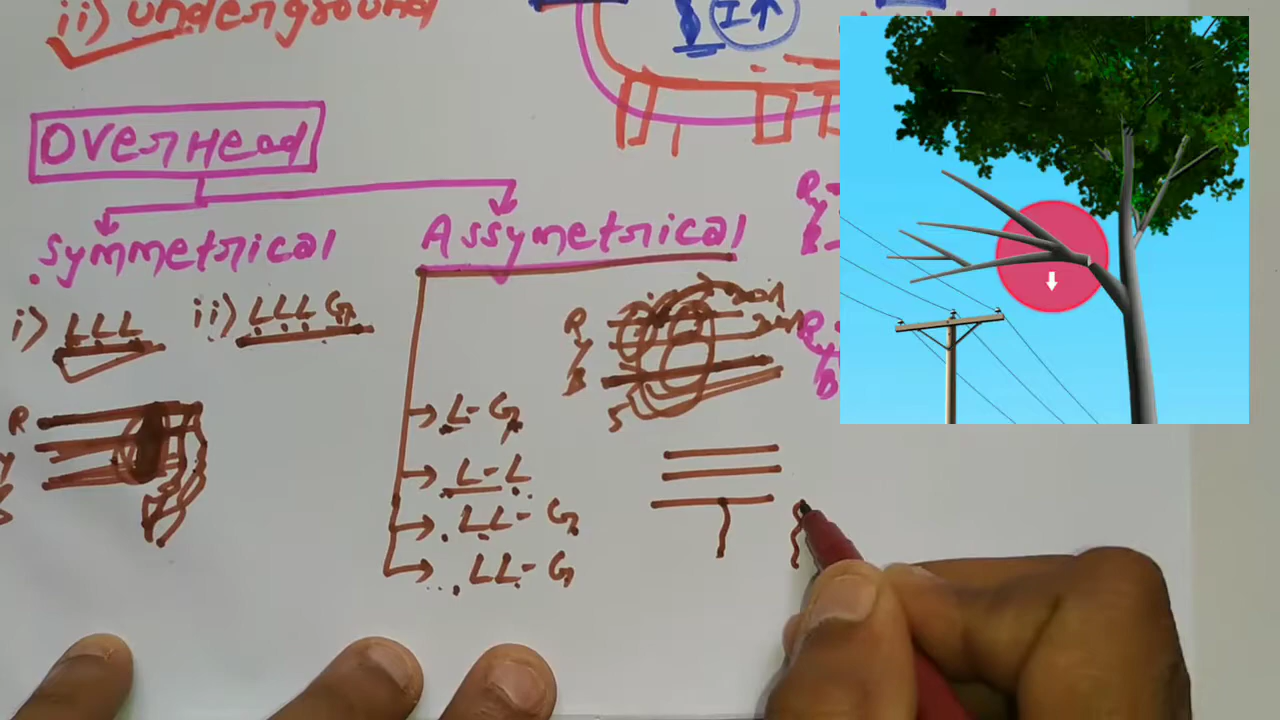 ii) underground
I↑
OVERHead
Symmetrical
Assymetrical
i) LLL
ii) LLLG
R
Y
B
R
L-G
L-L
LL-G
LL-G